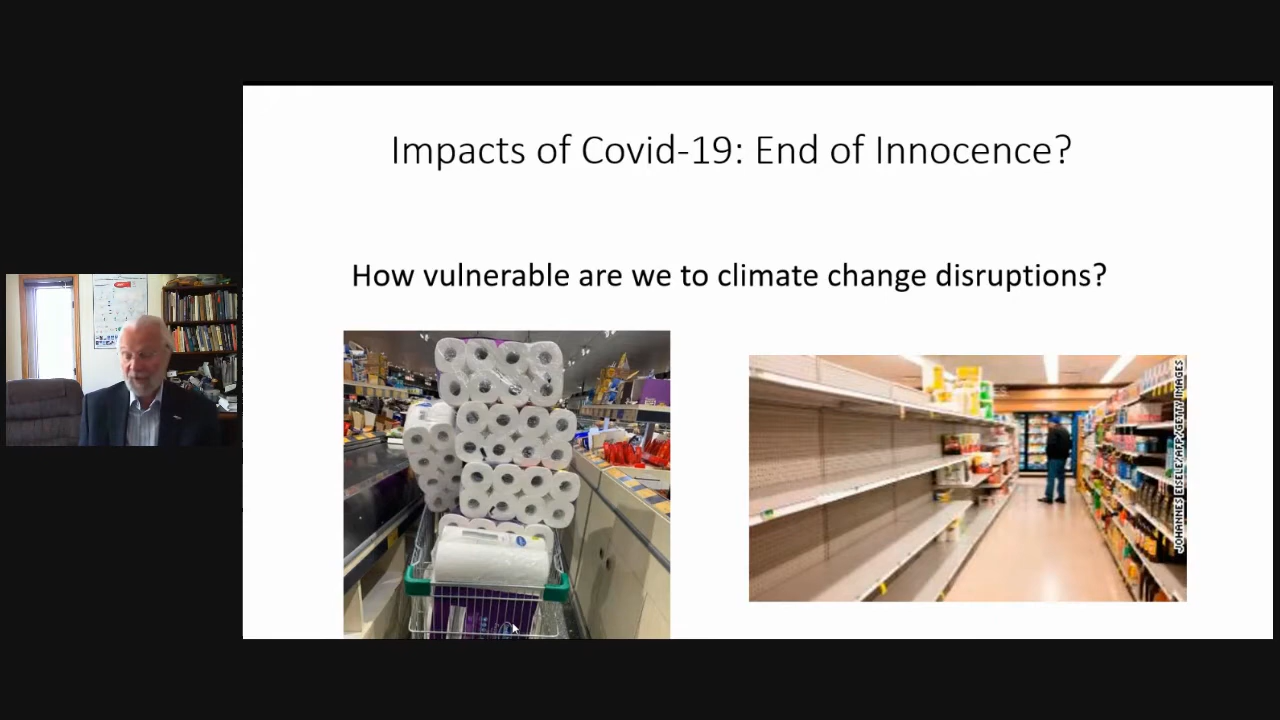 Impacts of Covid-19: End of Innocence?
How vulnerable are we to climate change disruptions?
JOHANNES EISELE/AFP/GETTY IMAGES